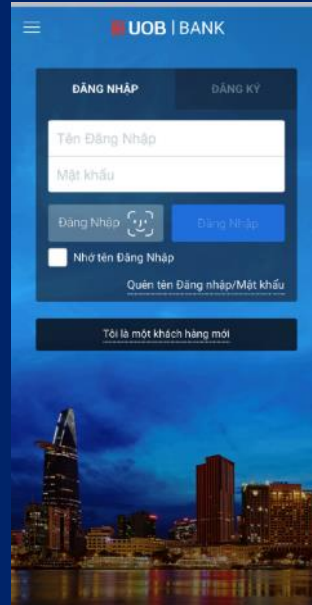 UOB | BANK
ĐĂNG NHẬP
ĐĂNG KÝ
Tên Đăng Nhập
Mật khẩu
Đăng Nhập
Đăng Nhập
Nhớ tên Đăng Nhập
Quên tên Đăng nhập/Mật khẩu
Tôi là một khách hàng mới